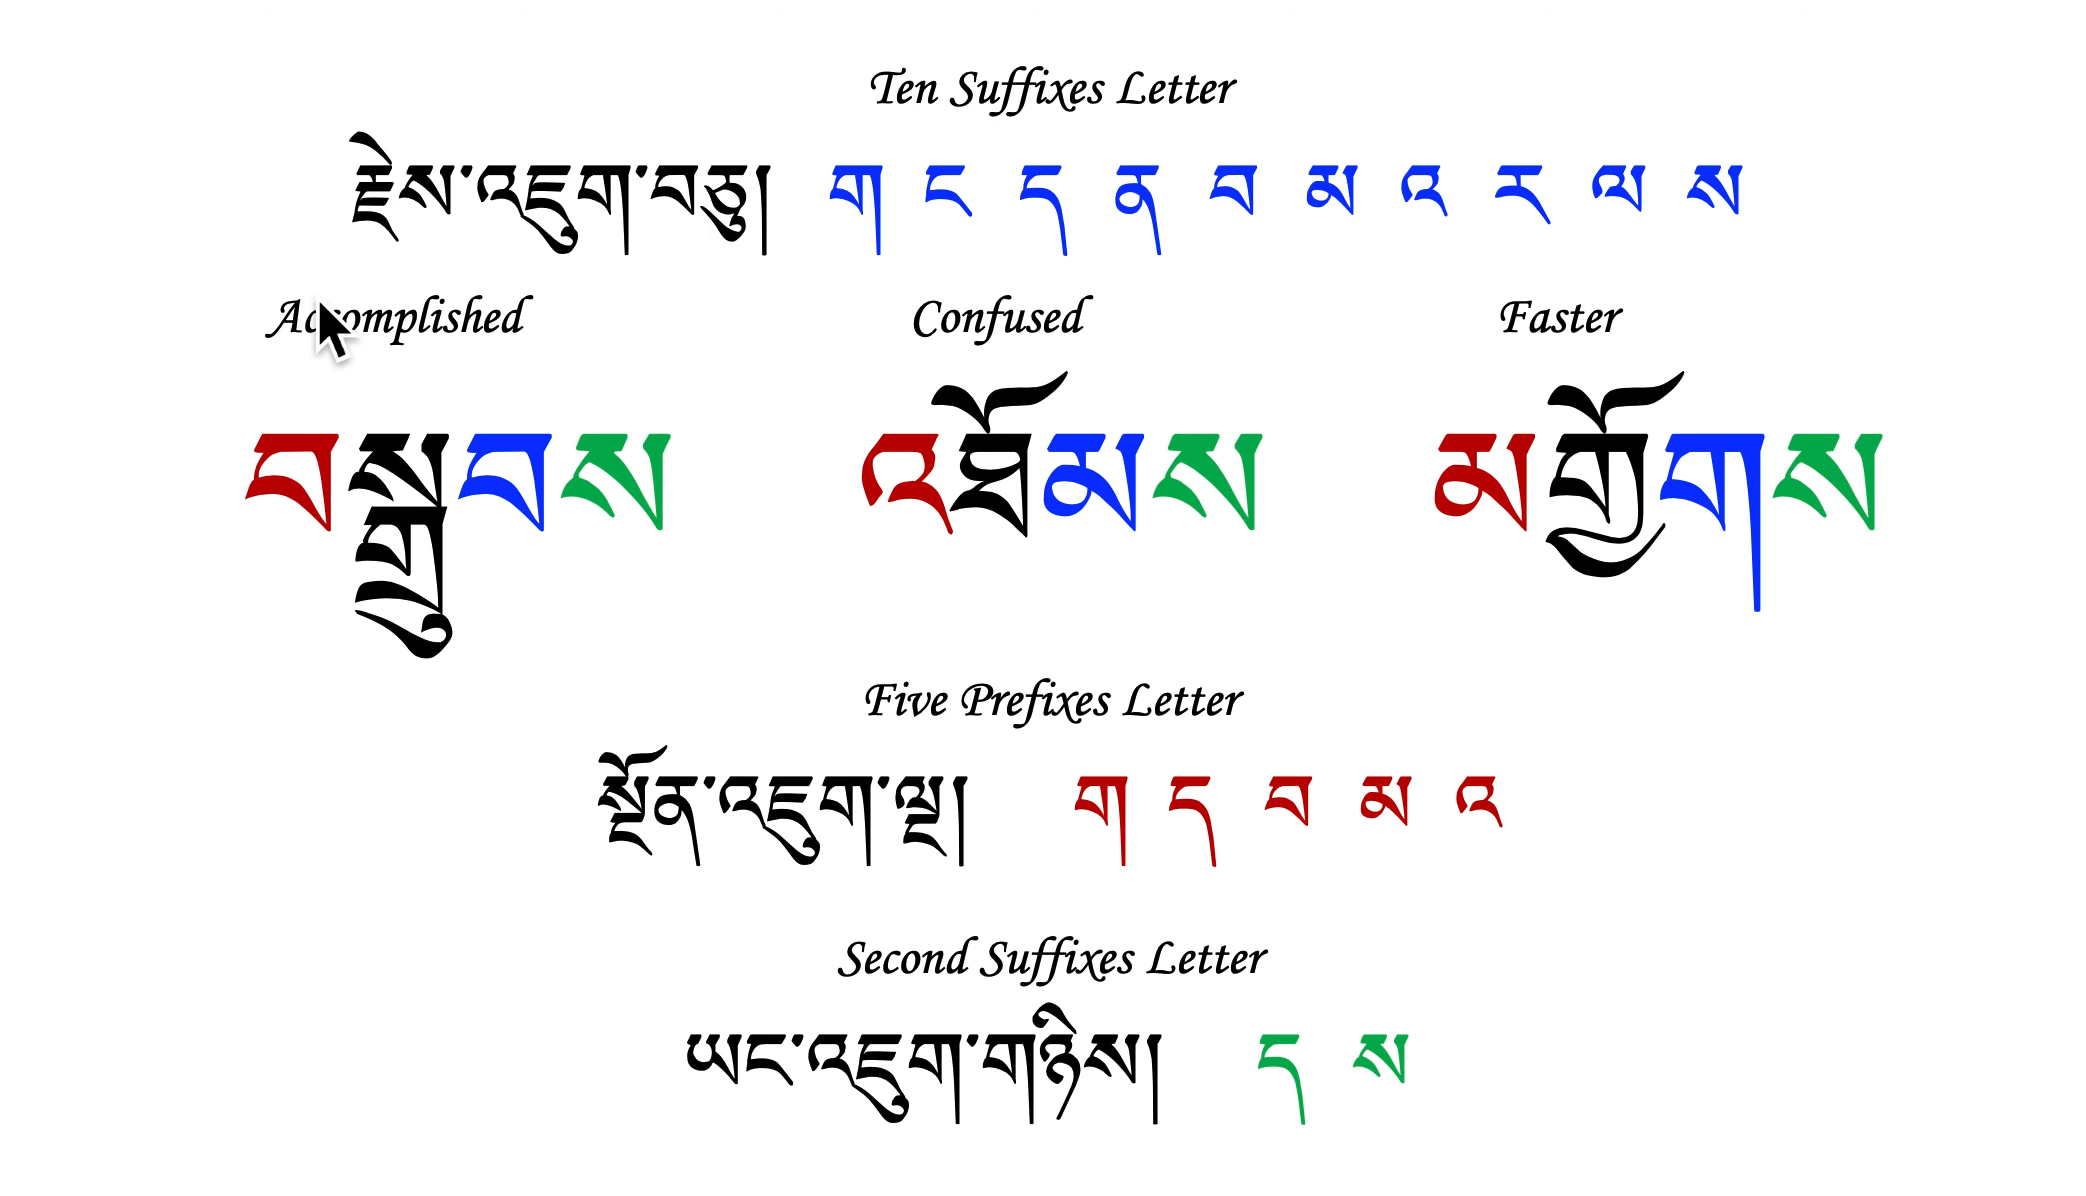 Ten Suffixes Letter
རྗེས་འཇུག་བཅུ། ག ང ད ན བ མ འ ར ལ ས
Accomplished Confused Faster
བསྒྲུབས འཐོམས མགྱོགས
Five Prefixes Letter
སྔོན་འཇུག་ལྔ། ག ད བ མ འ
Second Suffixes Letter
ཡང་འཇུག་གཉིས། ད ས